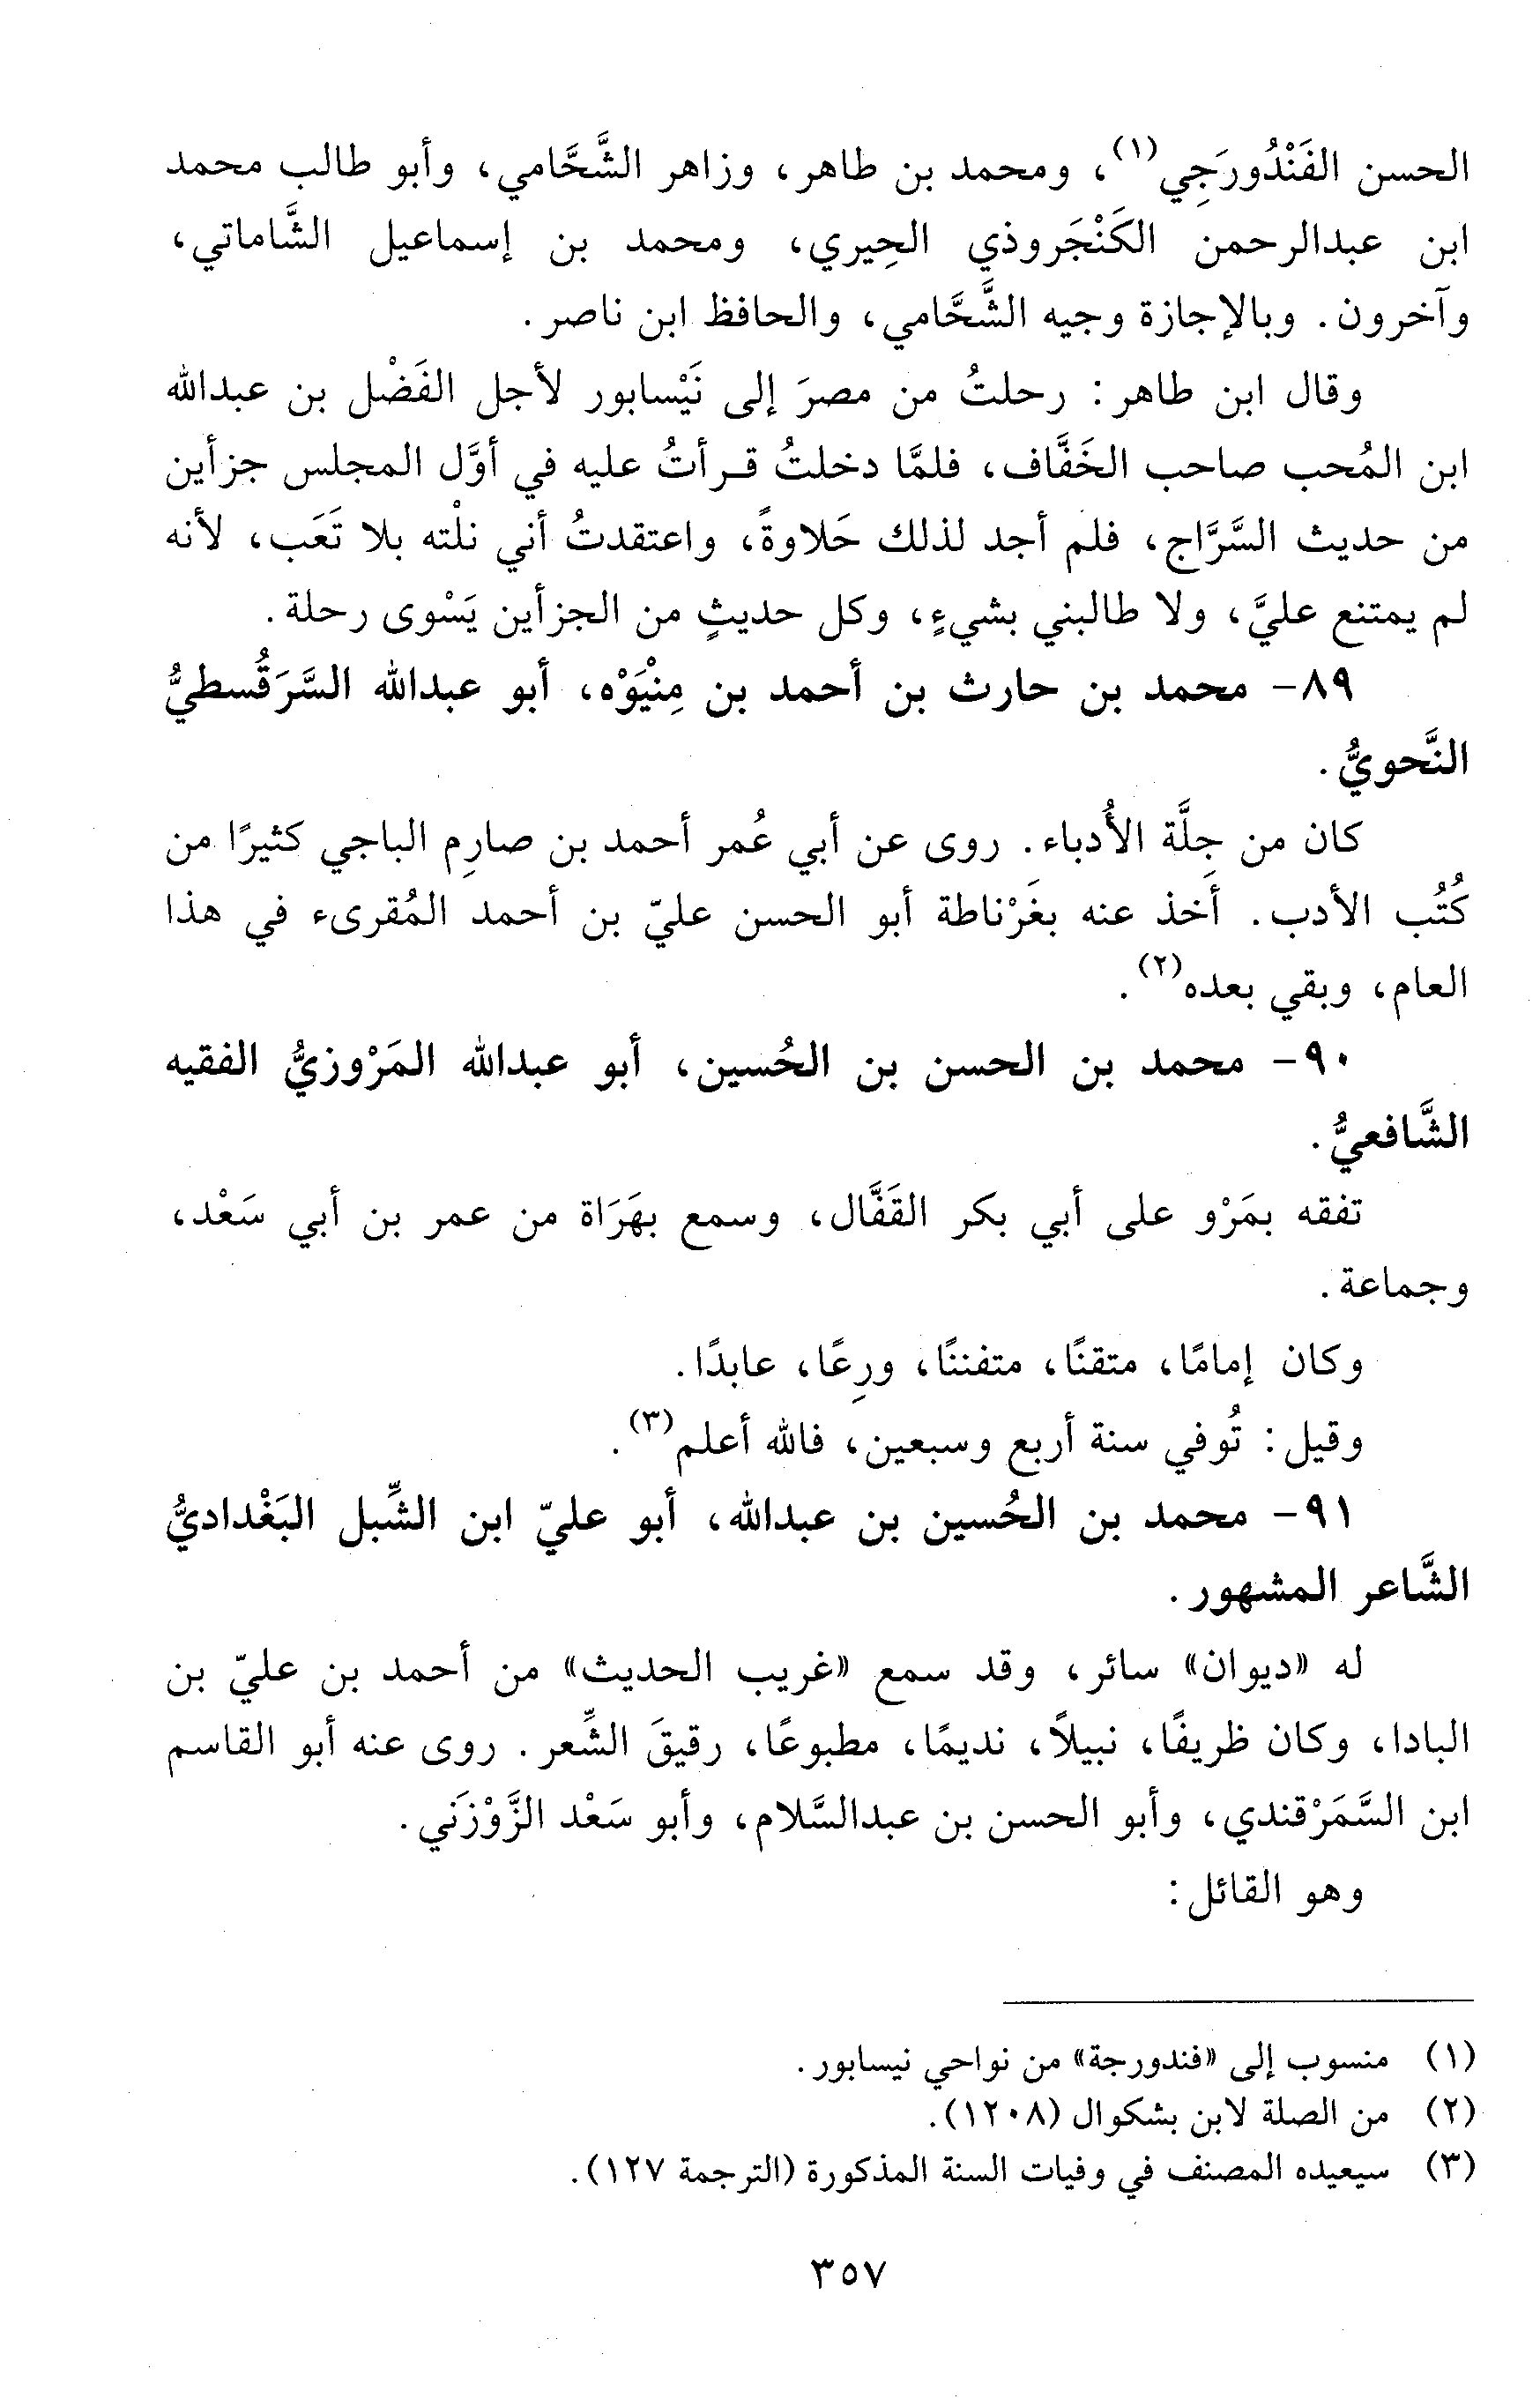 الحسن الفَنْدُورَجِي(١)، ومحمد بن طاهر، وزاهر الشَّحَّامي، وأبو طالب محمد
ابن عبدالرحمن الكَنْجَروذي الحِيري، ومحمد بن إسماعيل الشَّاماتي،
وآخرون. وبالإجازة وجيه الشَّحَّامي، والحافظ ابن ناصر.
وقال ابن طاهر: رحلتُ من مصرَ إلى نَيْسابور لأجل الفَضْل بن عبدالله
ابن المُحب صاحب الخَفَّاف، فلمَّا دخلتُ قرأتُ عليه في أوَّل المجلس جزأين
من حديث السَّرَّاج، فلم أجد لذلك حَلاوةً، واعتقدتُ أني نلْته بلا تَعَب، لأنه
لم يمتنع عليَّ، ولا طالبني بشيءٍ، وكل حديثٍ من الجزأين يَسْوى رحلة.
٨٩- محمد بن حارث بن أحمد بن مِنْيَوْه، أبو عبدالله السَّرَقُسطيُّ
النَّحويُّ.
كان من جِلَّة الأُدباء. روى عن أبي عُمر أحمد بن صارِم الباجي كثيرًا من
كُتُب الأدب. أخذ عنه بغَرْناطة أبو الحسن عليّ بن أحمد المُقرىء في هذا
العام، وبقي بعده(٢).
٩٠- محمد بن الحسن بن الحُسين، أبو عبدالله المَرْوزيُّ الفقيه
الشَّافعيُّ.
تفقه بمَرْو على أبي بكر القَفَّال، وسمع بهَرَاة من عمر بن أبي سَعْد،
وجماعة.
وكان إمامًا، متقنًا، متفننًا، ورِعًا، عابدًا.
وقيل: تُوفي سنة أربع وسبعين، فالله أعلم(٣).
٩١- محمد بن الحُسين بن عبدالله، أبو عليّ ابن الشِّبل البَغْداديُّ
الشَّاعر المشهور.
له «ديوان» سائر، وقد سمع «غريب الحديث» من أحمد بن عليّ بن
البادا، وكان ظريفًا، نبيلاً، نديمًا، مطبوعًا، رقيقَ الشِّعر. روى عنه أبو القاسم
ابن السَّمَرْقندي، وأبو الحسن بن عبدالسَّلام، وأبو سَعْد الزَّوْزَني.
وهو القائل:
(١) منسوب إلى «فندورجة» من نواحي نيسابور.
(٢) من الصلة لابن بشكوال (١٢٠٨).
(٣) سيعيده المصنف في وفيات السنة المذكورة (الترجمة ١٢٧).
٣٥٧